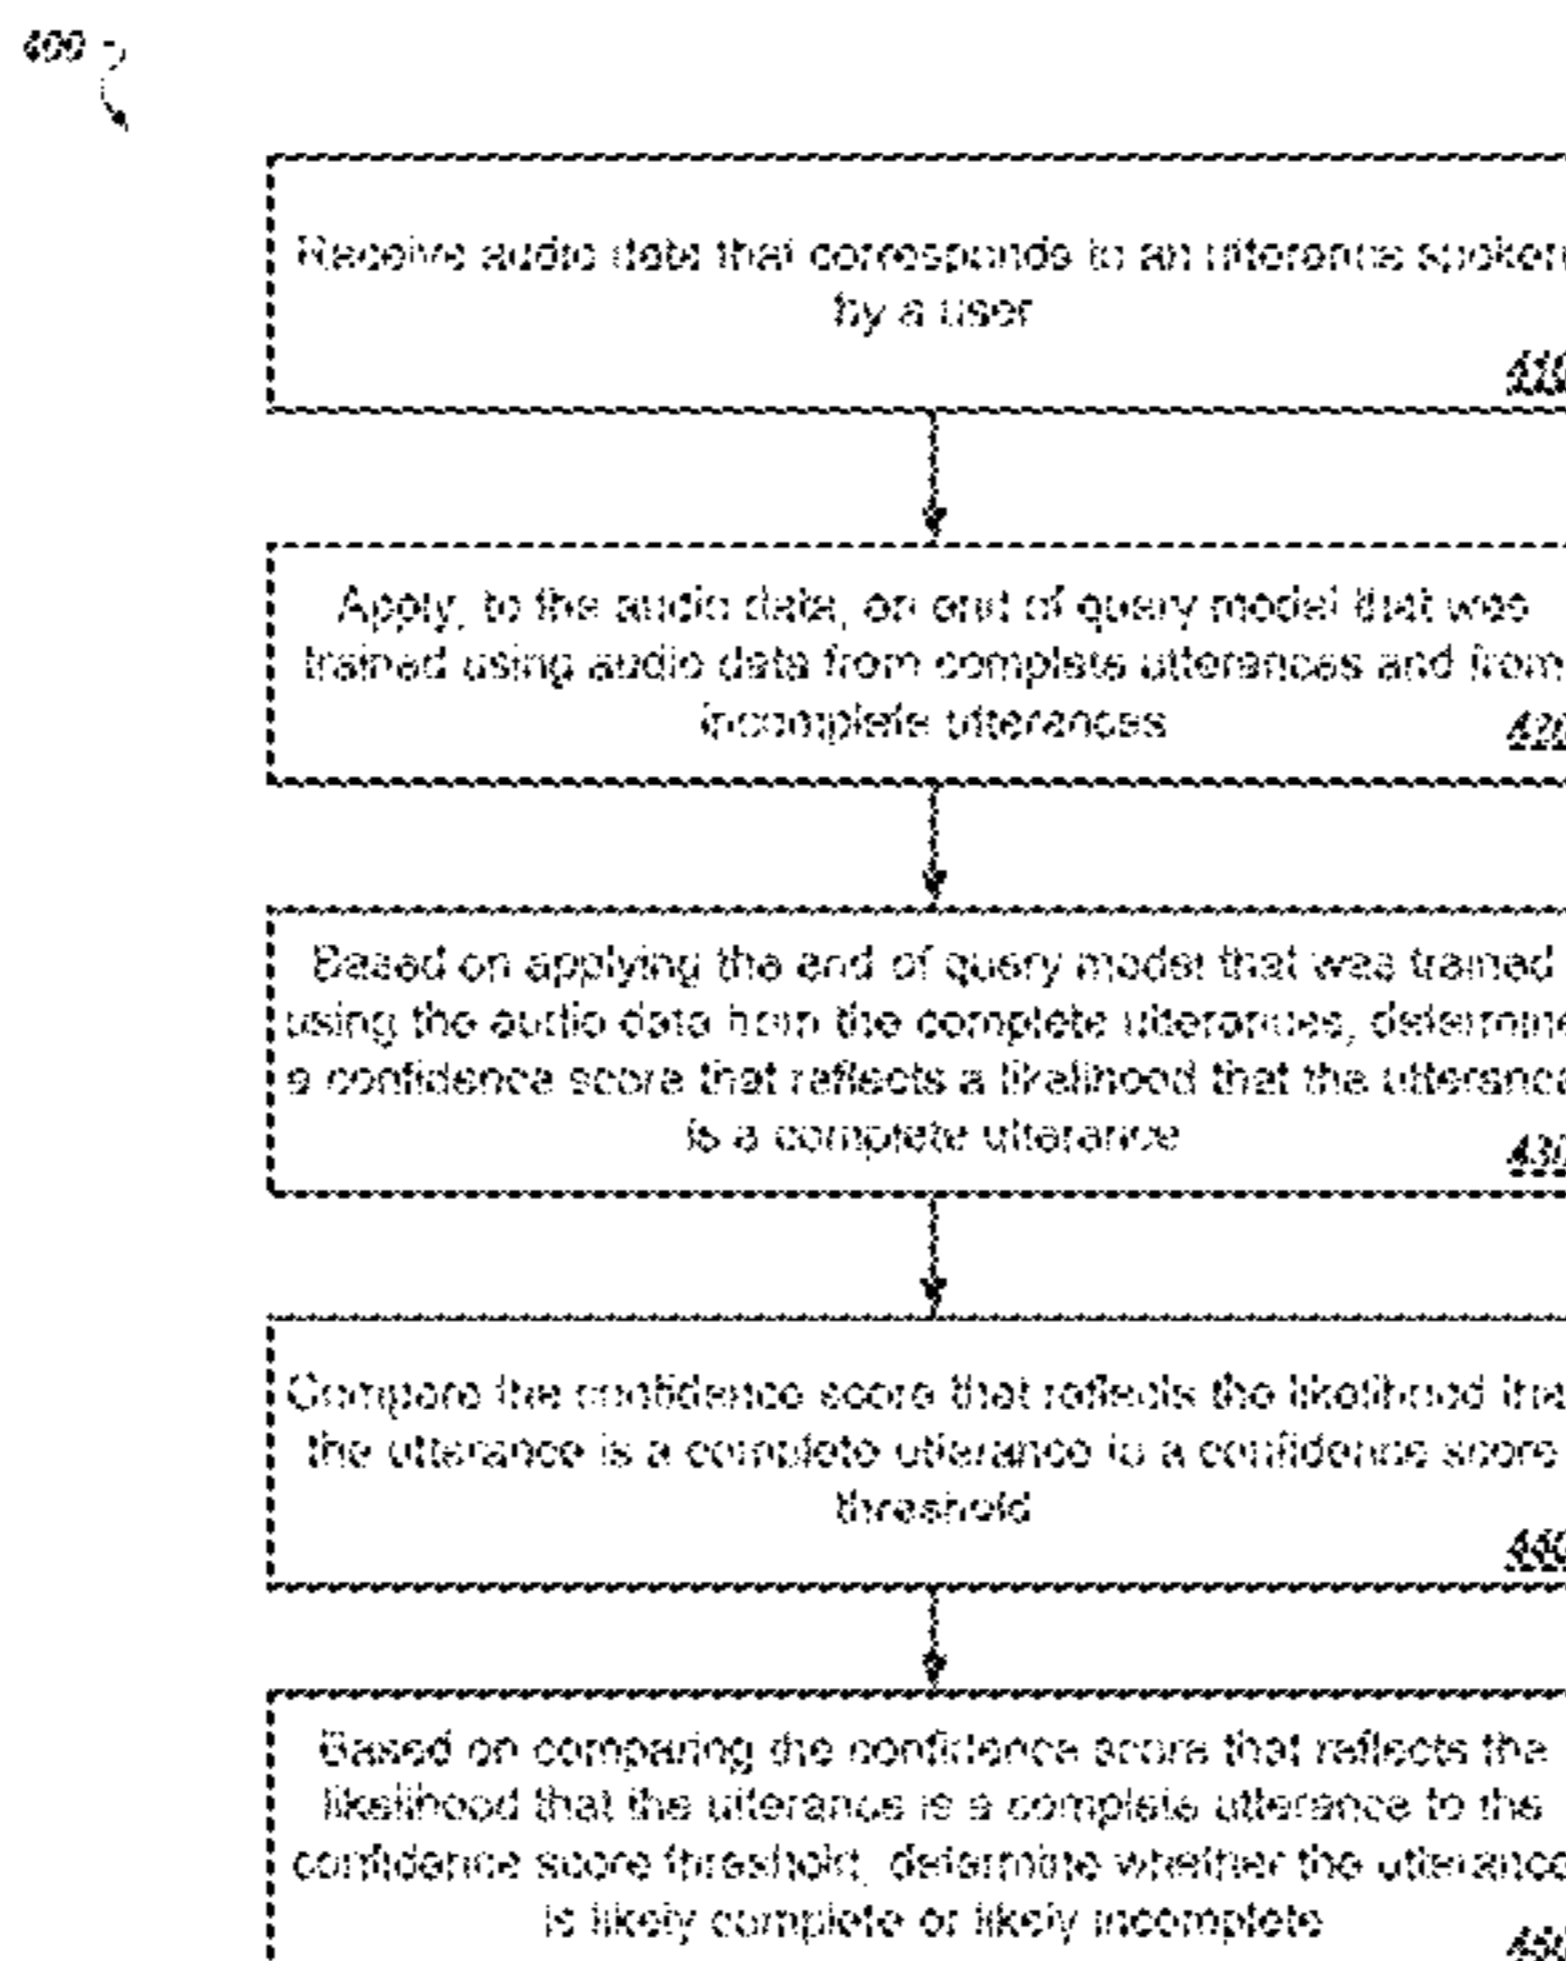 400
Receive audio data that corresponds to an utterance spoken
by a user
410
Apply, to the audio data, an end of query model that was
trained using audio data from complete utterances and from
incomplete utterances
420
Based on applying the end of query model that was trained
using the audio data from the complete utterances, determine
a confidence score that reflects a likelihood that the utterance
is a complete utterance
430
Compare the confidence score that reflects the likelihood that
the utterance is a complete utterance to a confidence score
threshold
440
Based on comparing the confidence score that reflects the
likelihood that the utterance is a complete utterance to the
confidence score threshold, determine whether the utterance
is likely complete or likely incomplete
450